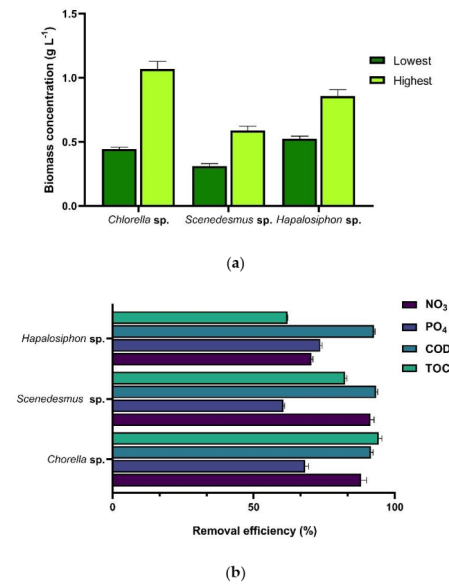 Biomass concentration (g L⁻¹)
1.5
1.0
0.5
0.0
Chlorella sp.
Scenedesmus sp.
Hapalosiphon sp.
Lowest
Highest
(a)
Hapalosiphon sp.
Scenedesmus sp.
Chorella sp.
0
50
100
Removal efficiency (%)
NO₃
PO₄
COD
TOC
(b)